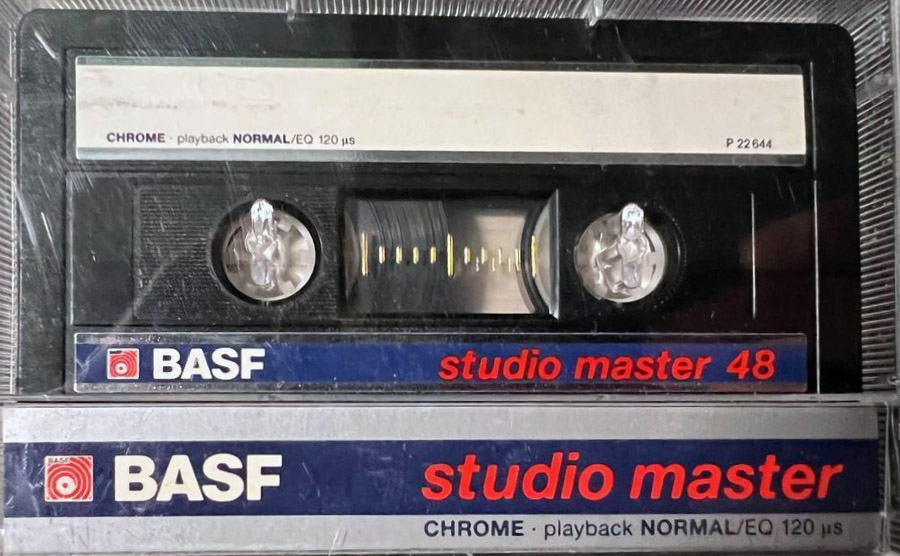 CHROME · playback NORMAL/EQ 120 µs P 22644
BASF studio master 48
BASF studio master
CHROME · playback NORMAL/EQ 120 µs